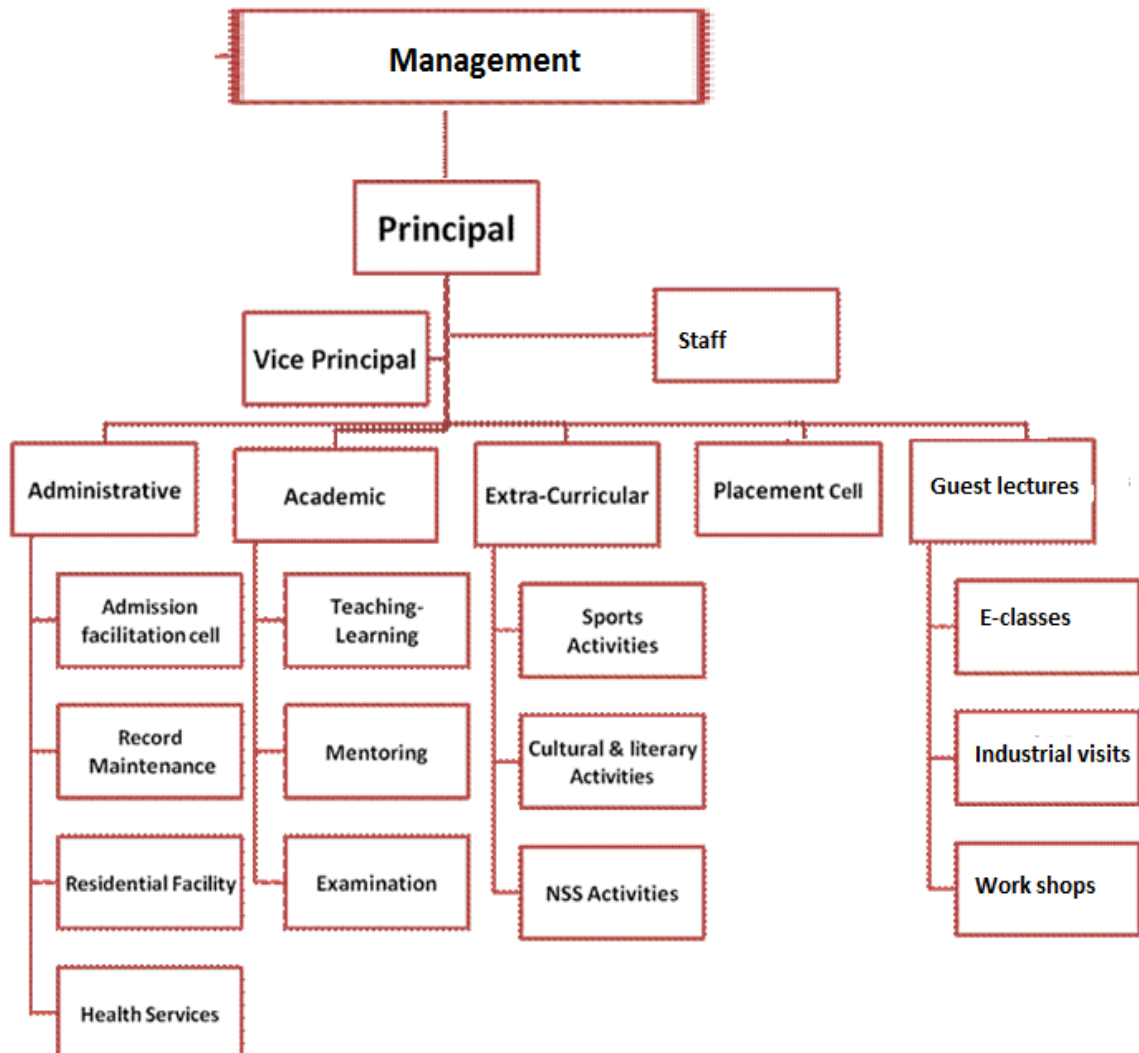 Management
Principal
Staff
Vice Principal
Administrative
Academic
Extra-Curricular
Placement Cell
Guest lectures
Admission
facilitation cell
Record
Maintenance
Residential Facility
Health Services
Teaching-
Learning
Mentoring
Examination
Sports
Activities
Cultural & literary
Activities
NSS Activities
E-classes
Industrial visits
Work shops